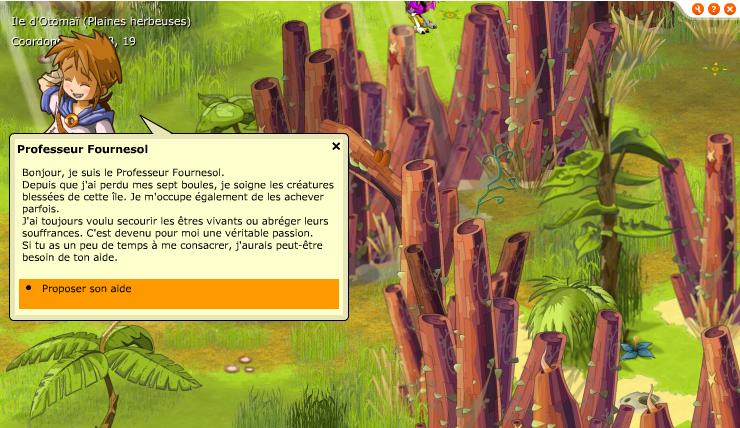 Ile d'Otomaï (Plaines herbeuses)
Coordon , 19
Professeur Fournesol
Bonjour, je suis le Professeur Fournesol.
Depuis que j'ai perdu mes sept boules, je soigne les créatures
blessées de cette île. Je m'occupe également de les achever
parfois.
J'ai toujours voulu secourir les êtres vivants ou abréger leurs
souffrances. C'est devenu pour moi une véritable passion.
Si tu as un peu de temps à me consacrer, j'aurais peut-être
besoin de ton aide.
• Proposer son aide